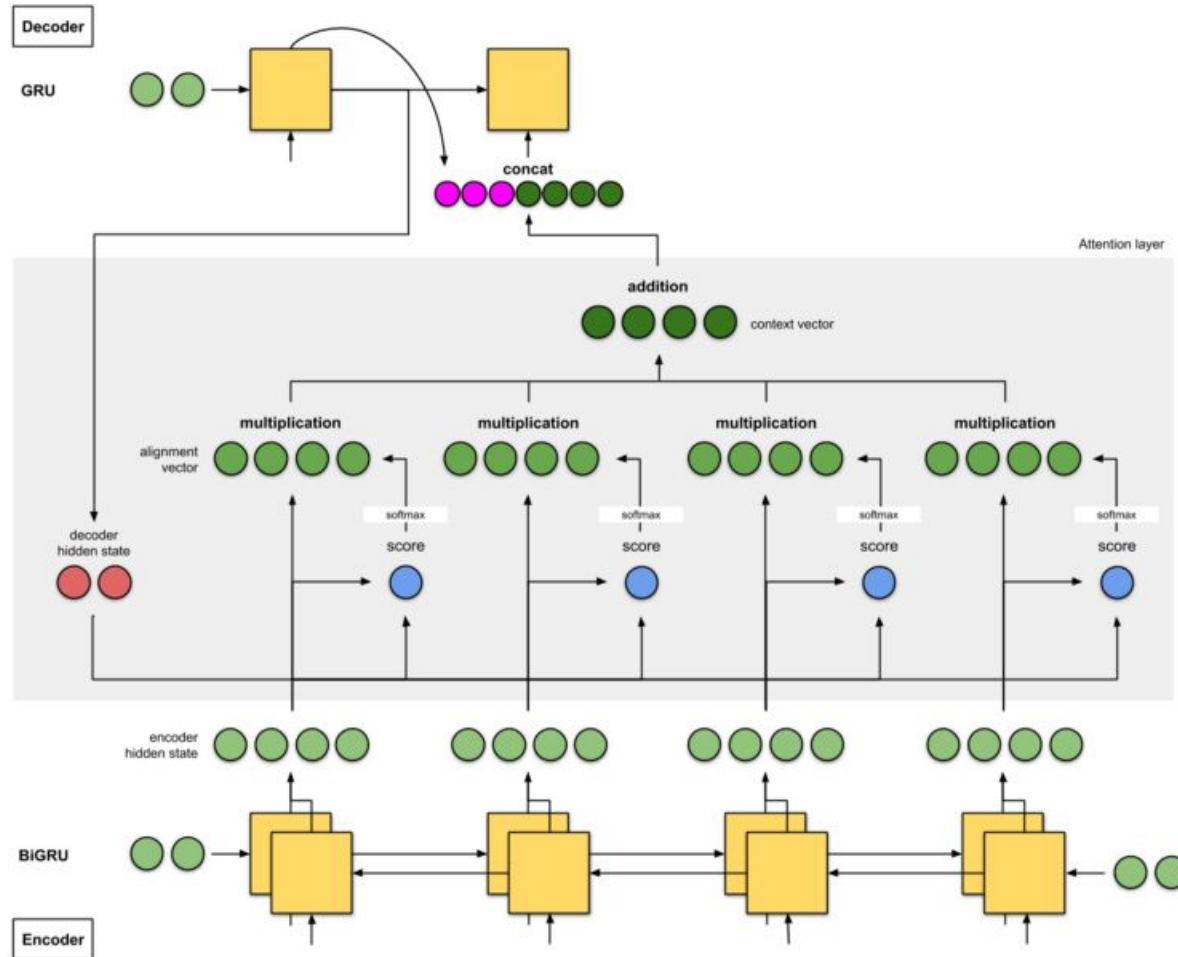 Decoder
GRU
concat
Attention layer
addition
context vector
multiplication
multiplication
multiplication
multiplication
alignment
vector
softmax
softmax
softmax
softmax
decoder
hidden state
score
score
score
score
encoder
hidden state
BiGRU
Encoder